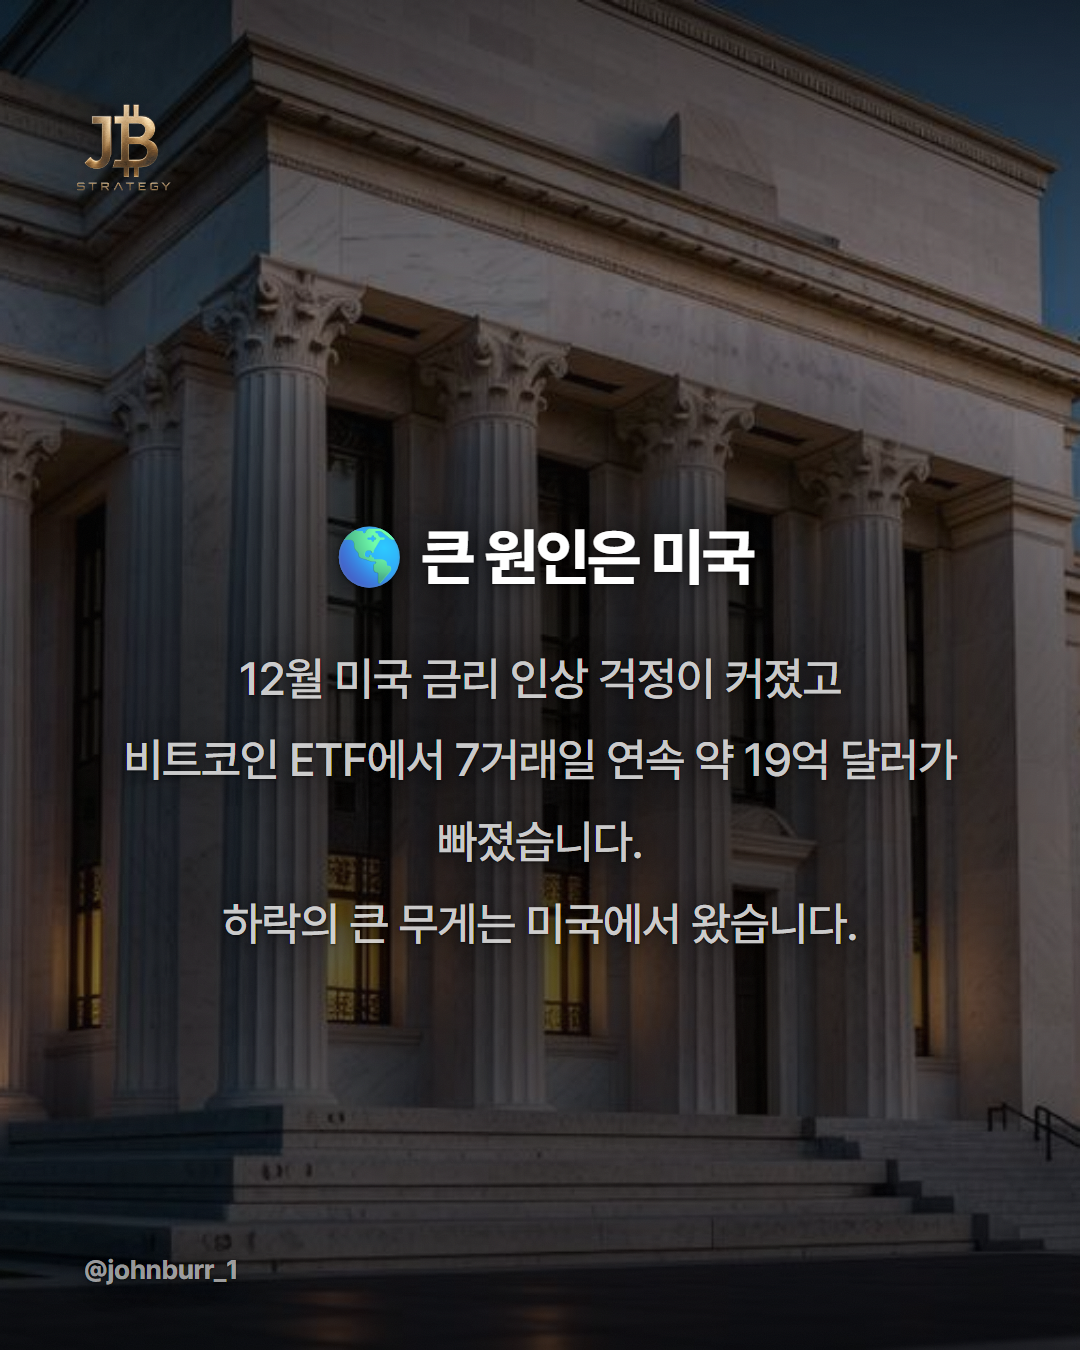 JB
STRATEGY
🌎 큰 원인은 미국
12월 미국 금리 인상 걱정이 커졌고
비트코인 ETF에서 7거래일 연속 약 19억 달러가
빠졌습니다.
하락의 큰 무게는 미국에서 왔습니다.
@johnburr_1